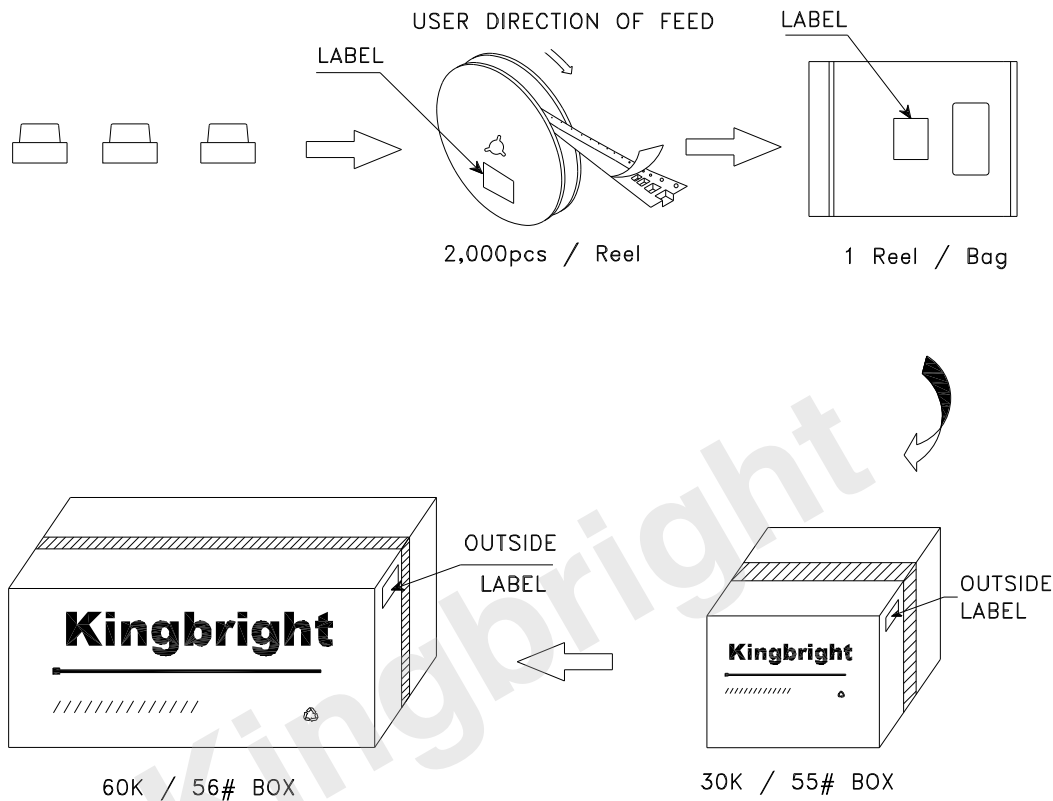 USER DIRECTION OF FEED
LABEL
LABEL
2,000pcs / Reel
1 Reel / Bag
OUTSIDE
LABEL
OUTSIDE
LABEL
Kingbright
Kingbright
60K / 56# BOX
30K / 55# BOX
Kingbright